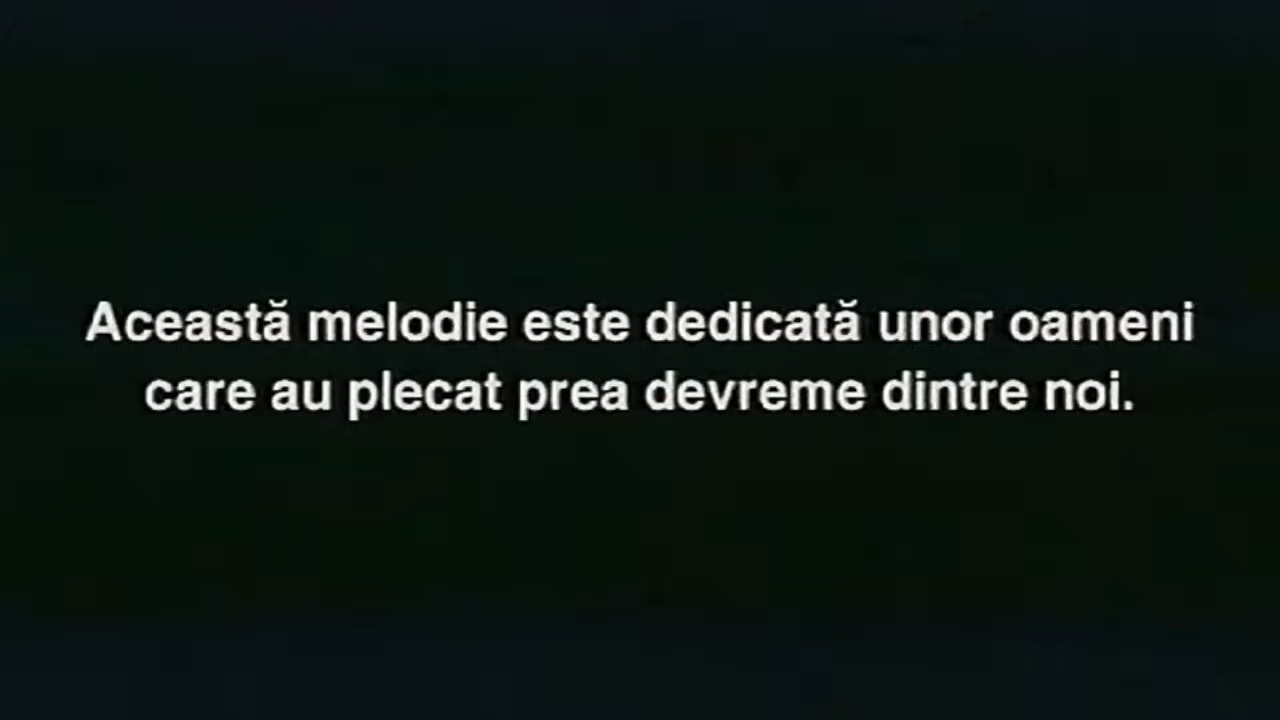 Această melodie este dedicată unor oameni
care au plecat prea devreme dintre noi.